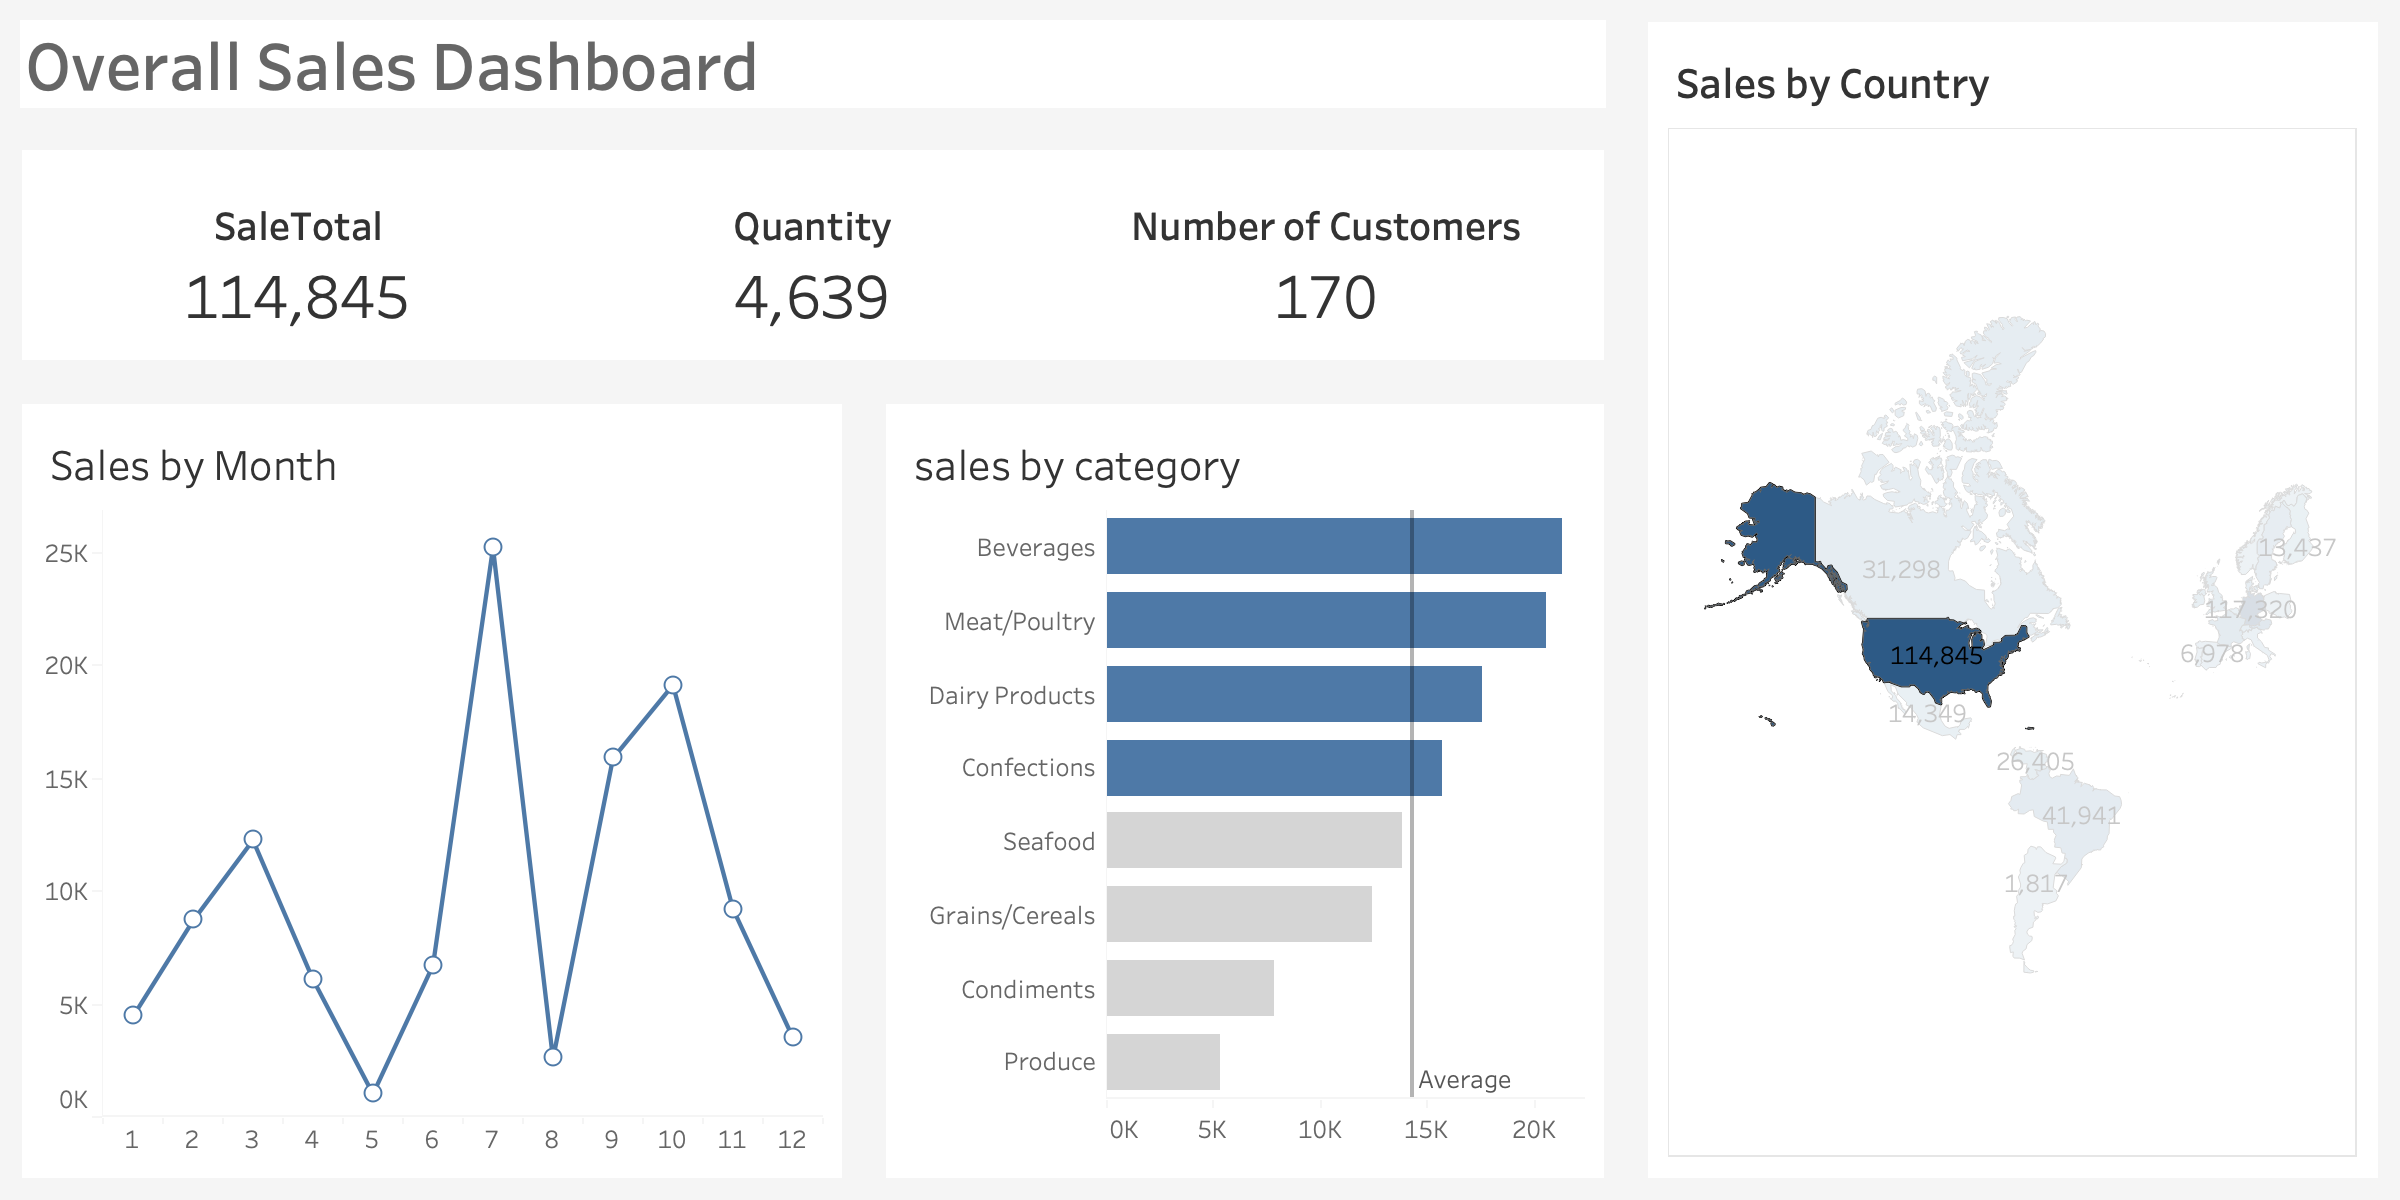 Overall Sales Dashboard
SaleTotal
114,845
Quantity
4,639
Number of Customers
170
Sales by Month
25K
20K
15K
10K
5K
0K
1 2 3 4 5 6 7 8 9 10 11 12
sales by category
Beverages
Meat/Poultry
Dairy Products
Confections
Seafood
Grains/Cereals
Condiments
Produce
Average
0K 5K 10K 15K 20K
Sales by Country
13,437
31,298
117,320
6,978
114,845
14,349
26,405
41,941
1,817